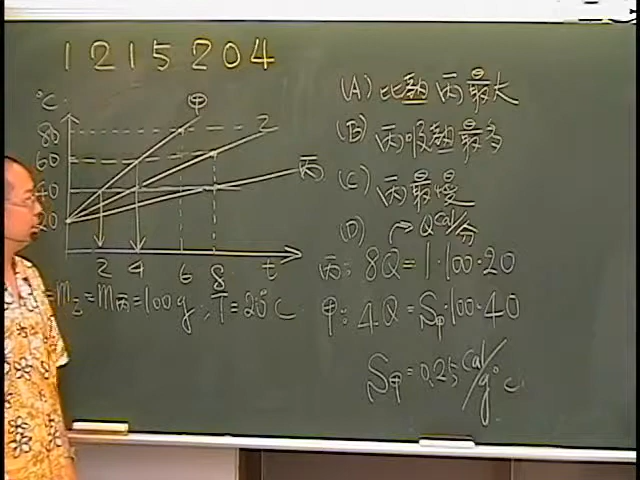 1215204
℃
甲
乙
丙
80
60
40
20
2 4 6 8 t
=m乙=m丙=100g, T=20℃
(A) 比熱丙最大
(B) 丙吸熱最多
(C) 丙最慢
(D) → Q cal/分
丙: 8Q=1·100·20
甲: 4Q=S甲·100·40
S甲=0.25 cal/g℃